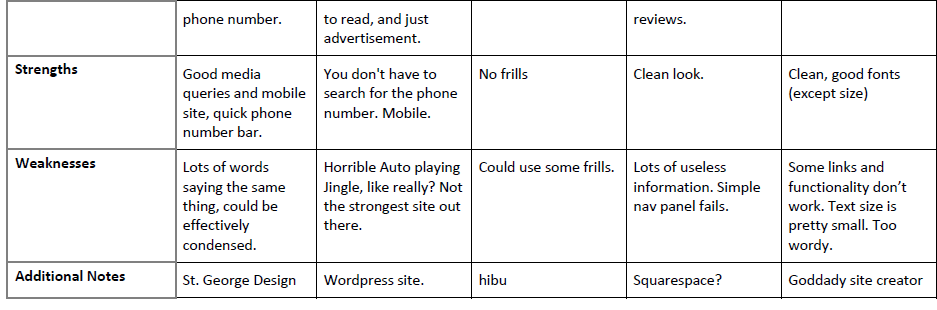 phone number.
to read, and just
advertisement.
reviews.
Strengths
Good media
queries and mobile
site, quick phone
number bar.
You don't have to
search for the phone
number. Mobile.
No frills
Clean look.
Clean, good fonts
(except size)
Weaknesses
Lots of words
saying the same
thing, could be
effectively
condensed.
Horrible Auto playing
Jingle, like really? Not
the strongest site out
there.
Could use some frills.
Lots of useless
information. Simple
nav panel fails.
Some links and
functionality don’t
work. Text size is
pretty small. Too
wordy.
Additional Notes
St. George Design
Wordpress site.
hibu
Squarespace?
Goddady site creator